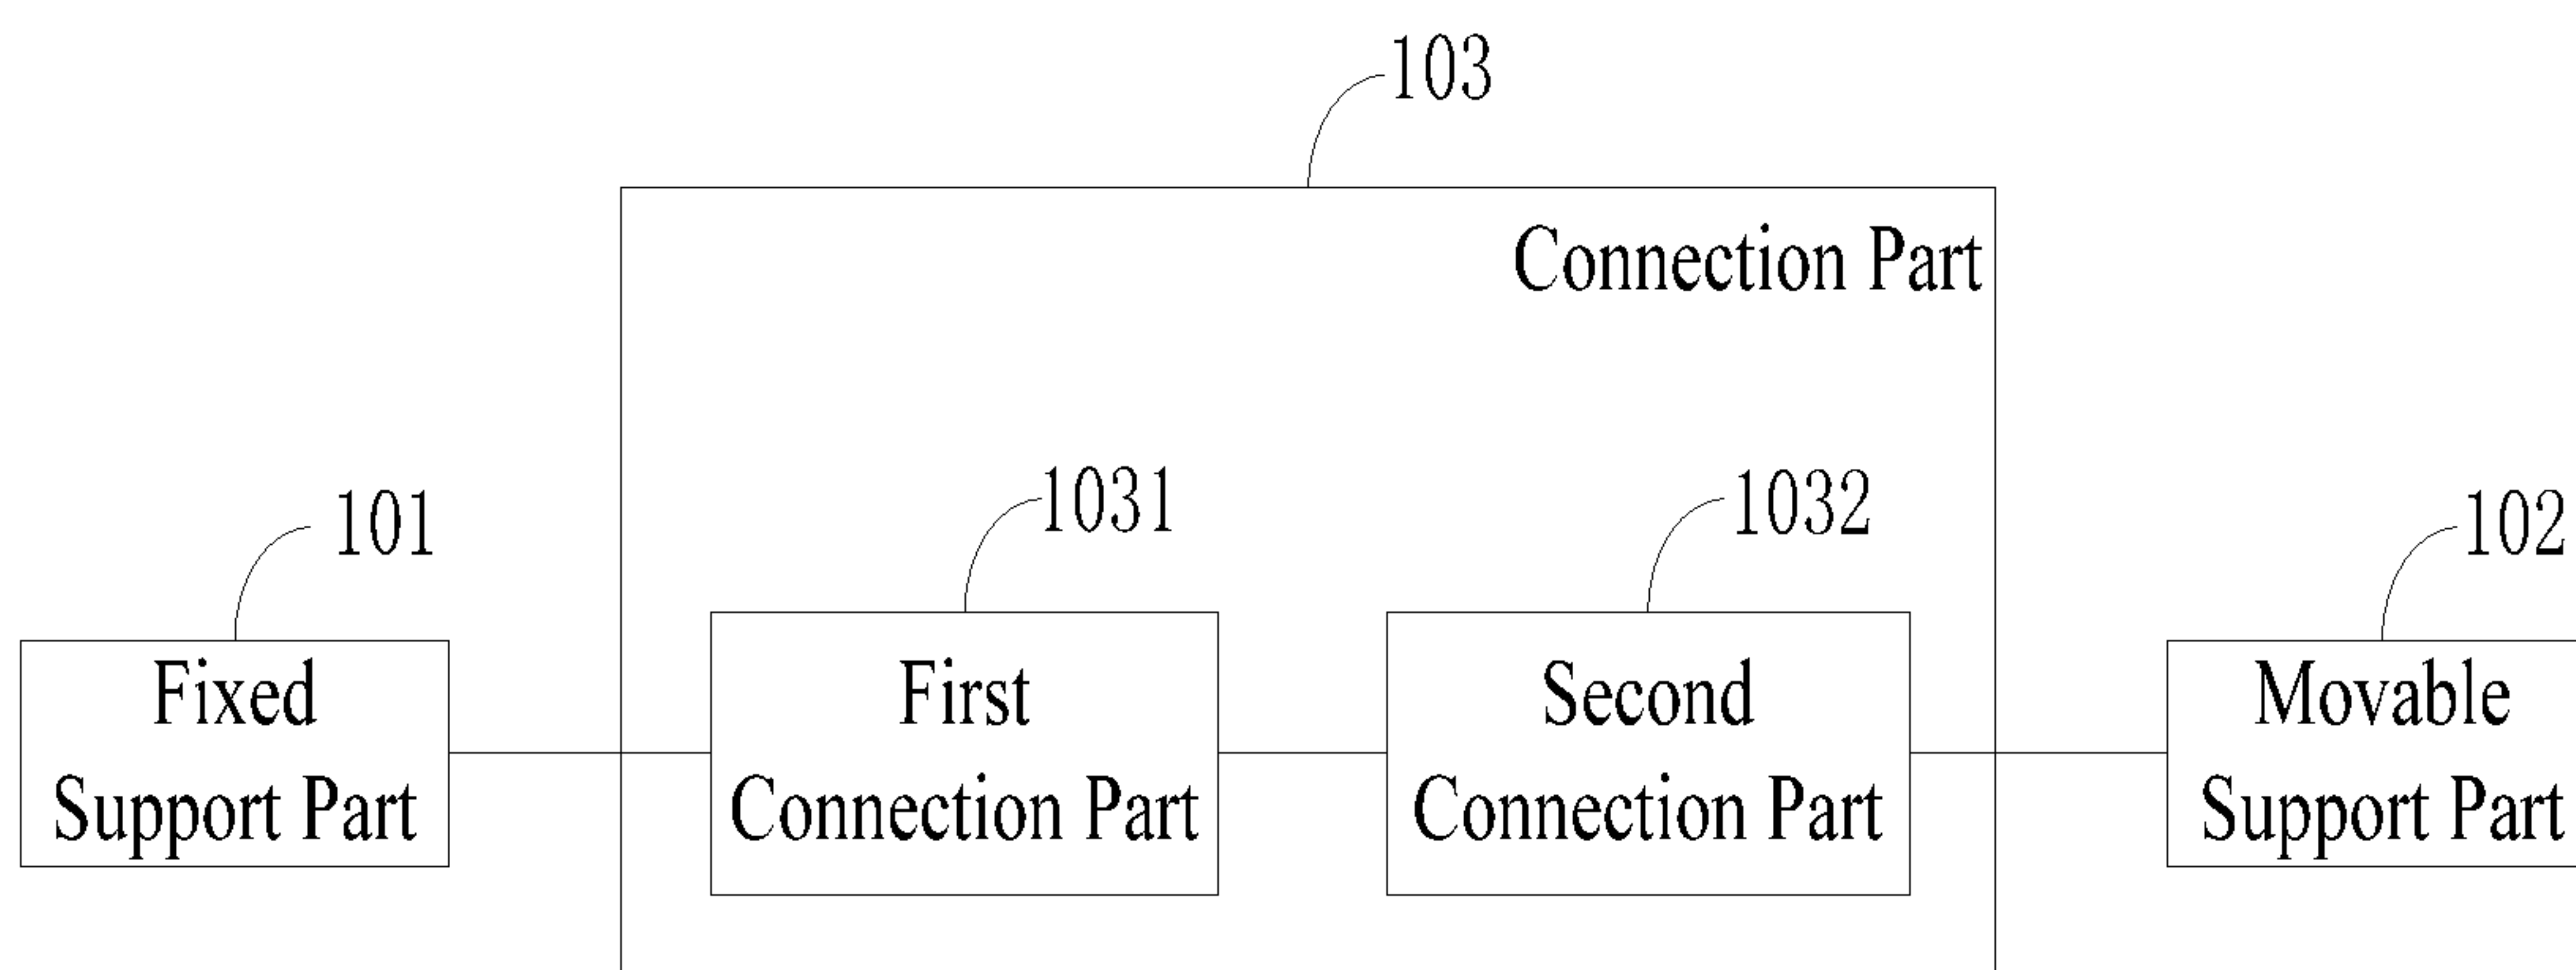 103
Connection Part
101
1031
1032
102
Fixed
Support Part
First
Connection Part
Second
Connection Part
Movable
Support Part